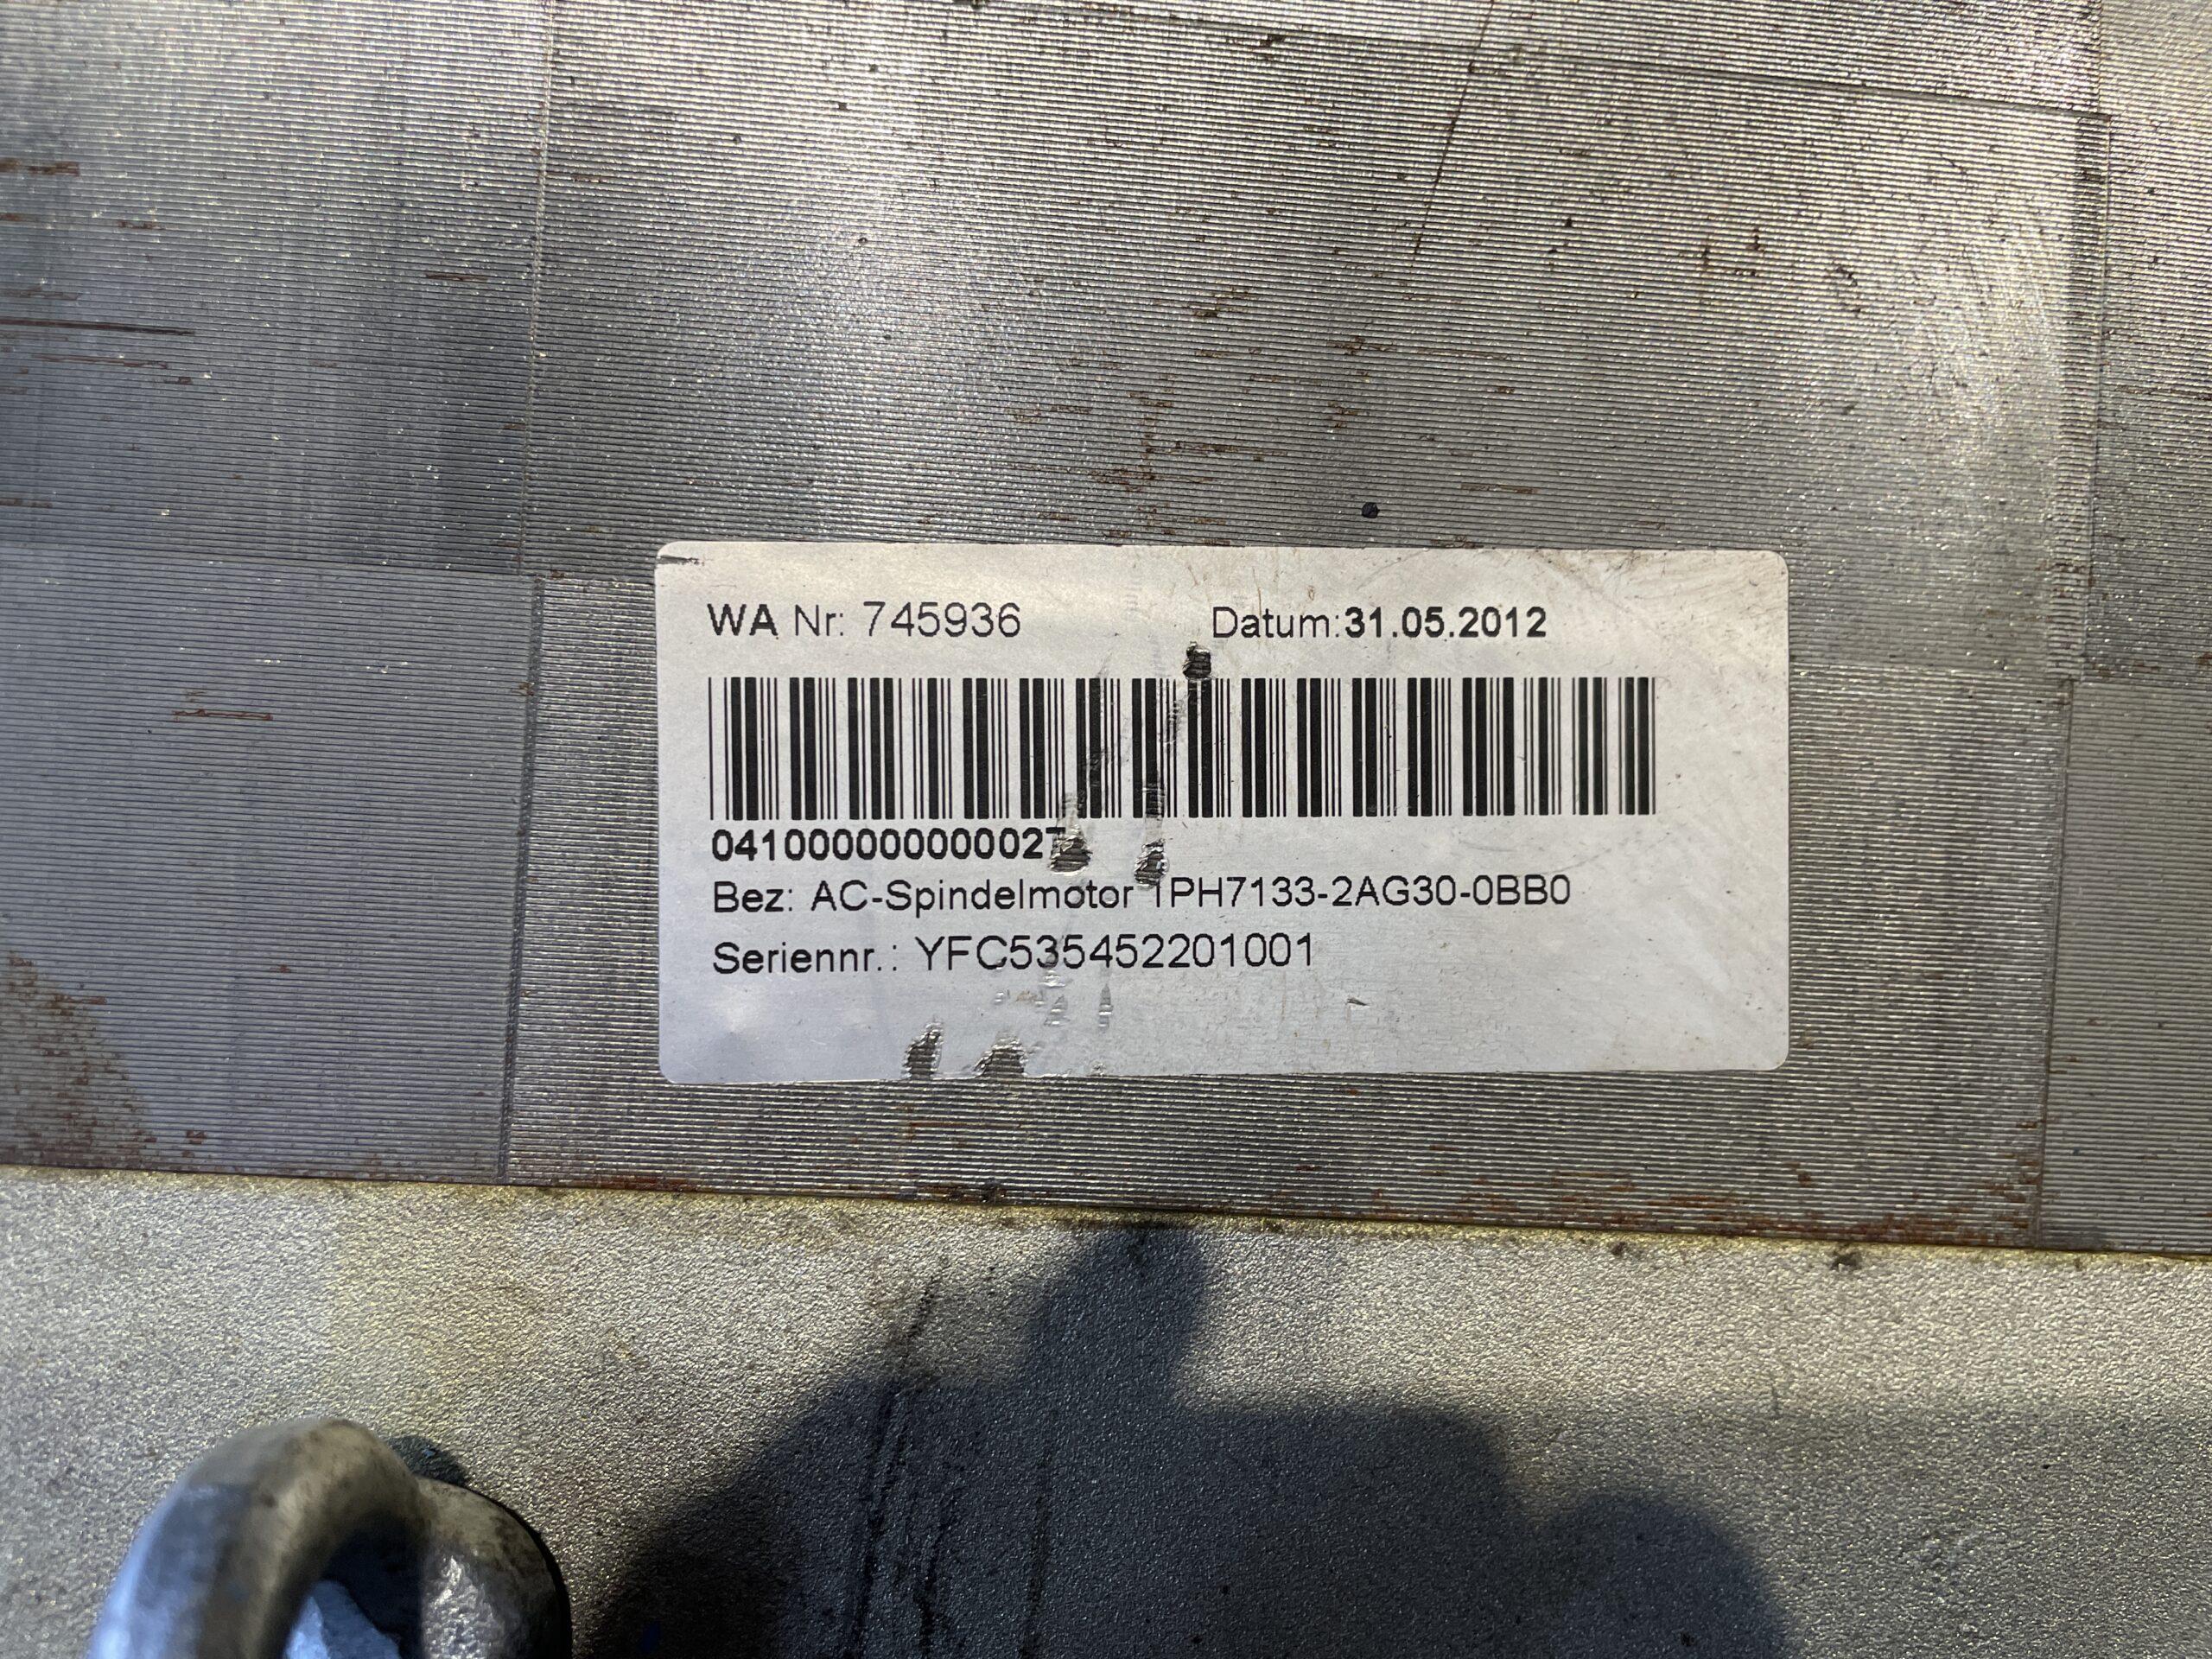 WA Nr: 745936 Datum:31.05.2012
Bez: AC-Spindelmotor 1PH7133-2AG30-0BB0
Seriennr.: YFC535452201001